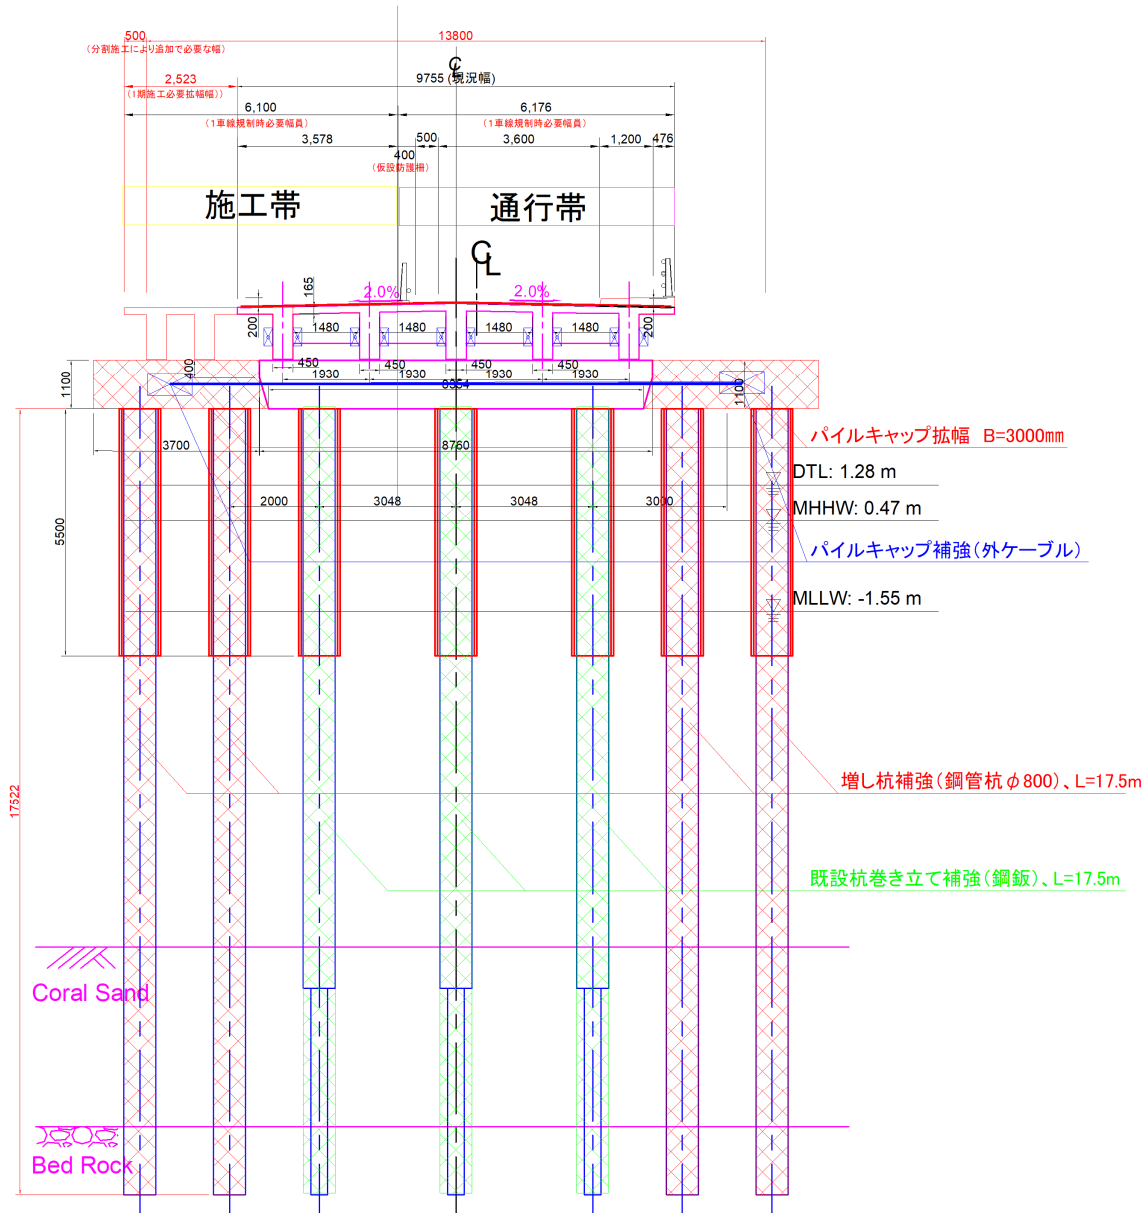 500
13800
(分割施工により追加で必要な幅)
2,523
9755 (現況幅)
(1期施工必要拡幅幅))
6,100
6,176
(1車線規制時必要幅員)
(1車線規制時必要幅員)
3,578
500
3,600
1,200
476
400
(仮設防護柵)
施工帯
通行帯
CL
CL
165
2.0%
2.0%
200
1480
1480
1480
1480
200
1100
400
450
450
450
450
1930
1930
1930
1930
8354
1100
3700
8760
パイルキャップ拡幅 B=3000mm
DTL: 1.28 m
2000
3048
3048
3000
MHHW: 0.47 m
5500
パイルキャップ補強(外ケーブル)
MLLW: -1.55 m
増し杭補強(鋼管杭φ800)、L=17.5m
17522
既設杭巻き立て補強(鋼鈑)、L=17.5m
Coral Sand
Bed Rock